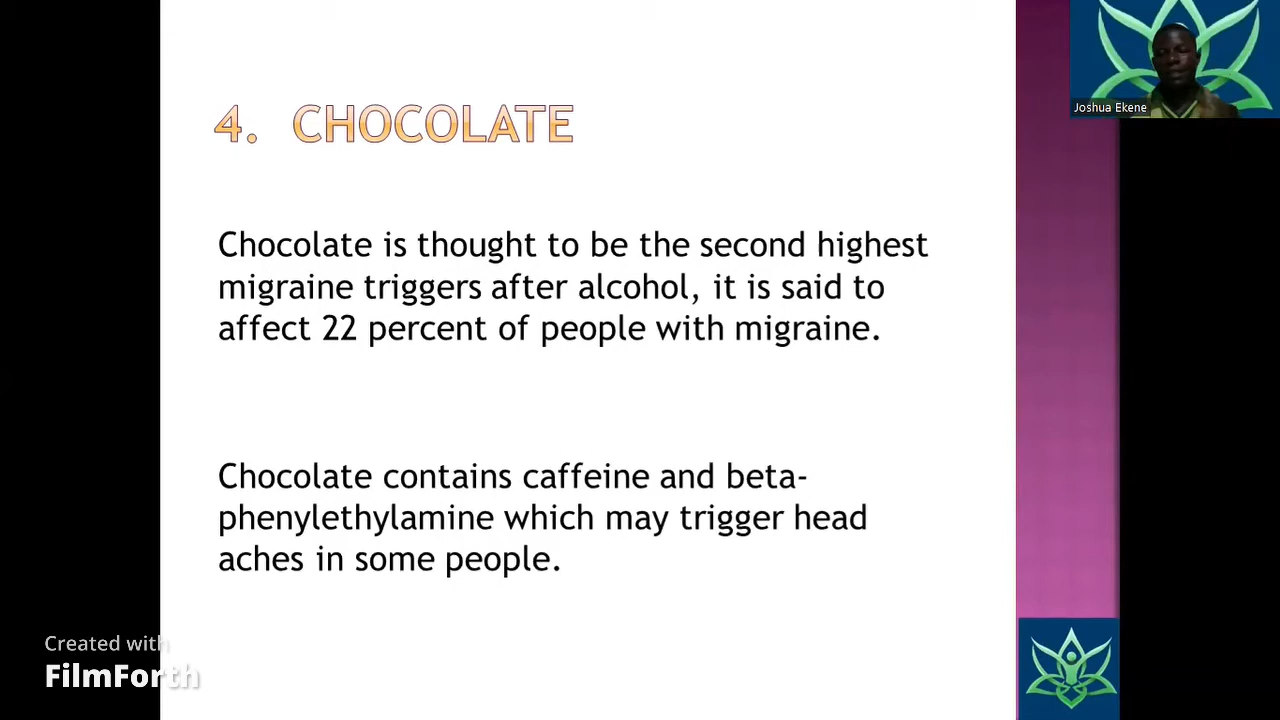 Joshua Ekene
4. CHOCOLATE
Chocolate is thought to be the second highest
migraine triggers after alcohol, it is said to
affect 22 percent of people with migraine.
Chocolate contains caffeine and beta-
phenylethylamine which may trigger head
aches in some people.
Created with
FilmForth